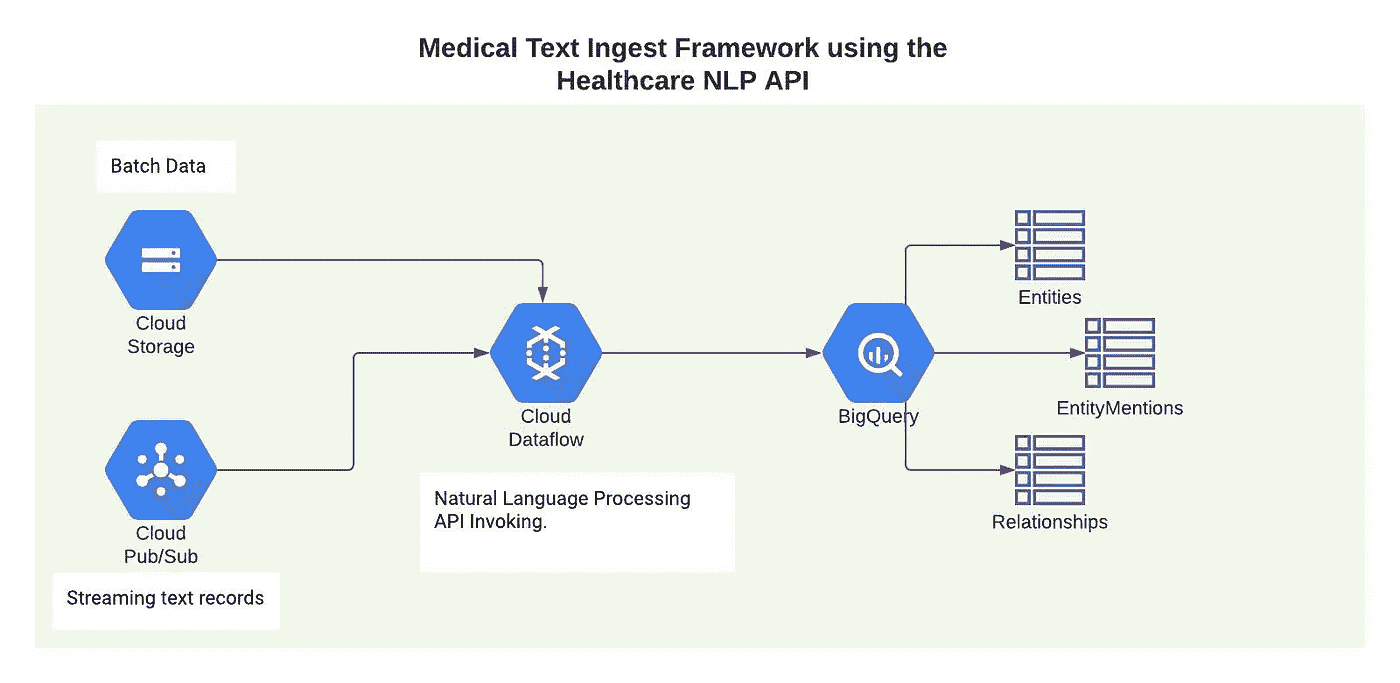 Medical Text Ingest Framework using the
Healthcare NLP API
Batch Data
Cloud
Storage
Cloud
Pub/Sub
Streaming text records
Cloud
Dataflow
Natural Language Processing
API Invoking.
BigQuery
Entities
EntityMentions
Relationships